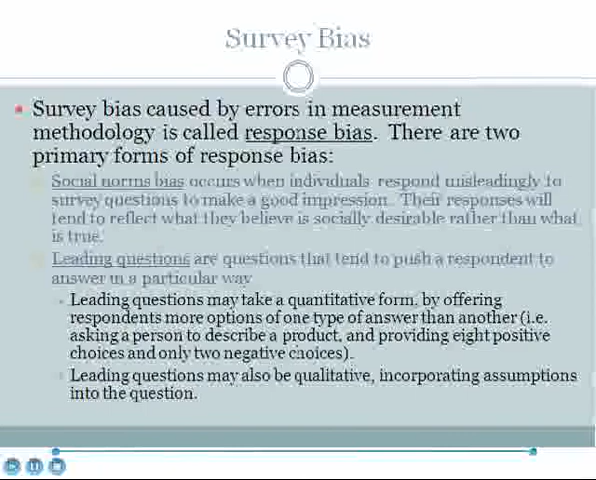 Survey Bias
Survey bias caused by errors in measurement
methodology is called response bias. There are two
primary forms of response bias:
Social norms bias occurs when individuals respond misleadingly to
survey questions to make a good impression. Their responses will
tend to reflect what they believe is socially desirable rather than what
is true.
Leading questions are questions that tend to push a respondent to
answer in a particular way
Leading questions may take a quantitative form, by offering
respondents more options of one type of answer than another (i.e.
asking a person to describe a product, and providing eight positive
choices and only two negative choices).
Leading questions may also be qualitative, incorporating assumptions
into the question.